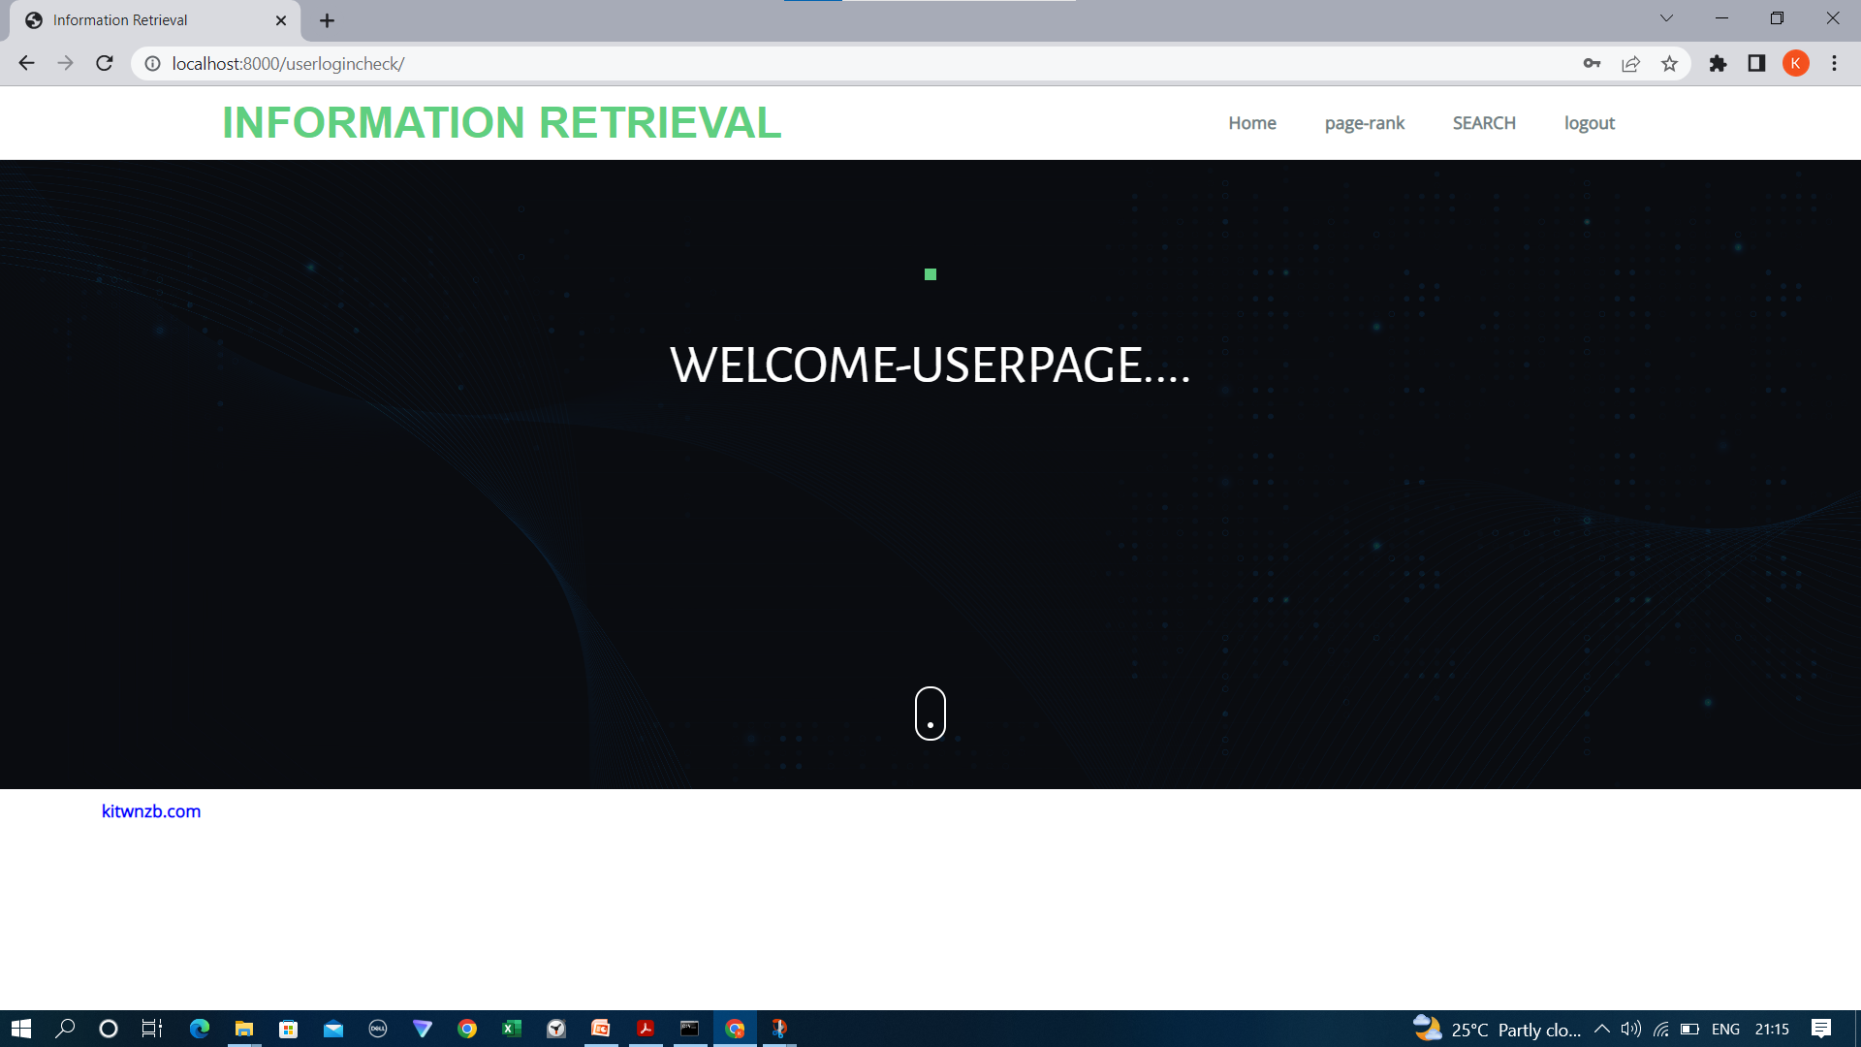 Information Retrieval
localhost:8000/userlogincheck/
K
INFORMATION RETRIEVAL
Home page-rank SEARCH logout
WELCOME-USERPAGE....
kitwnzb.com
DELL
25°C Partly clo... ENG 21:15